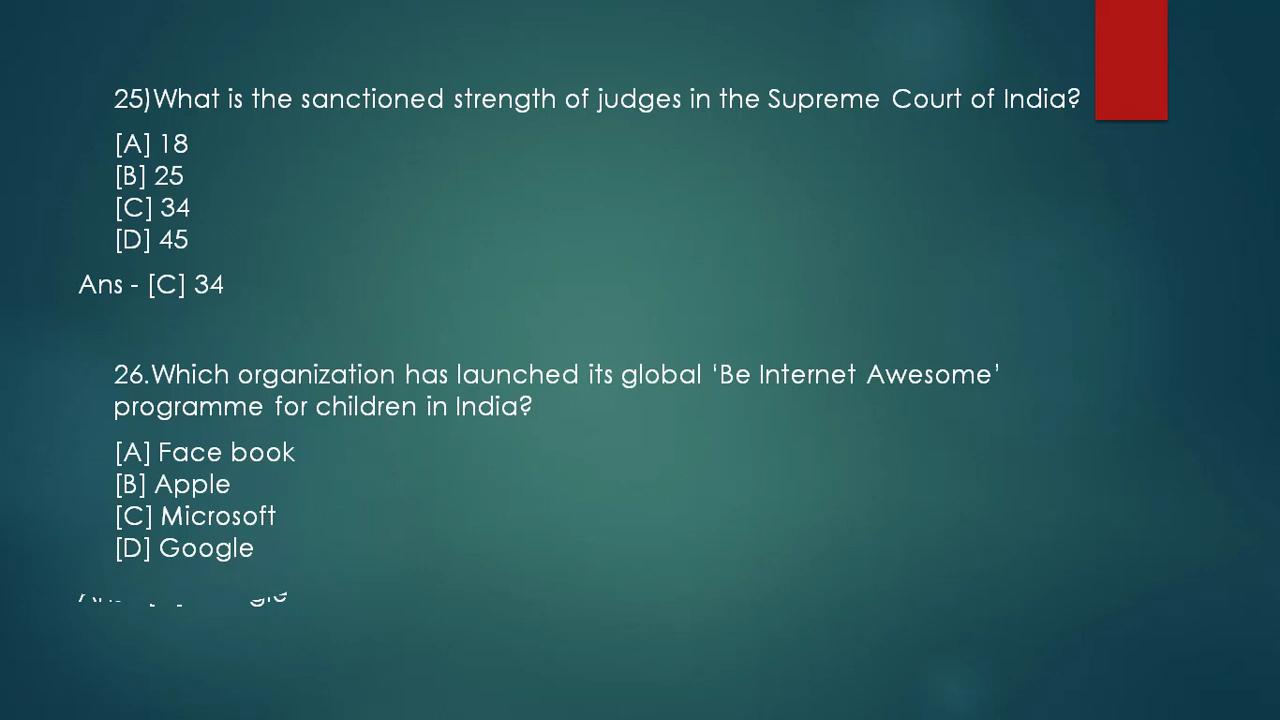 25)What is the sanctioned strength of judges in the Supreme Court of India?
[A] 18
[B] 25
[C] 34
[D] 45
Ans - [C] 34
26.Which organization has launched its global ‘Be Internet Awesome’
programme for children in India?
[A] Face book
[B] Apple
[C] Microsoft
[D] Google